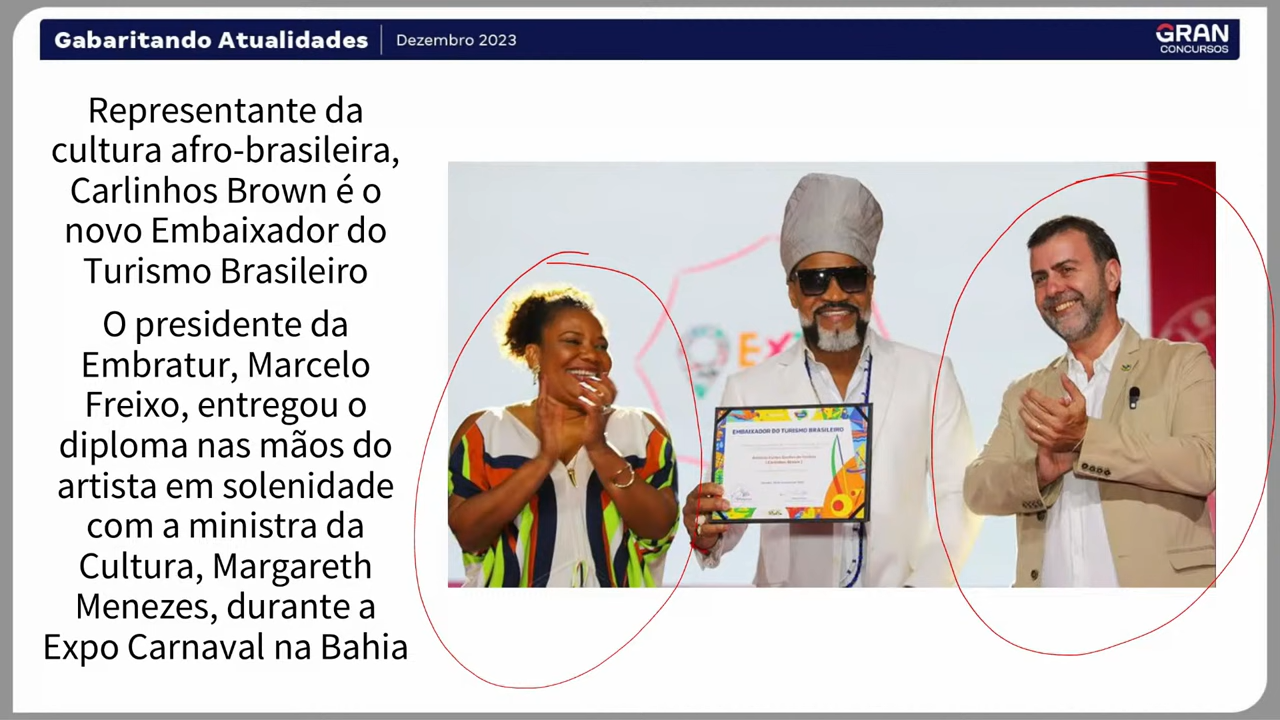 Gabaritando Atualidades
Dezembro 2023
GRAN
CONCURSOS
Representante da
cultura afro-brasileira,
Carlinhos Brown é o
novo Embaixador do
Turismo Brasileiro
O presidente da
Embratur, Marcelo
Freixo, entregou o
diploma nas mãos do
artista em solenidade
com a ministra da
Cultura, Margareth
Menezes, durante a
Expo Carnaval na Bahia
EX
EMBAIXADOR DO TURISMO BRASILEIRO